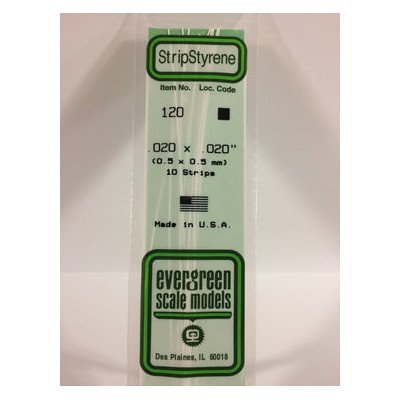 StripStyrene
Item No. Loc. Code
120
.020 x .020"
(0.5 x 0.5 mm)
10 Strips
Made in U.S.A.
evergreen
scale models
Des Plaines, IL 60018